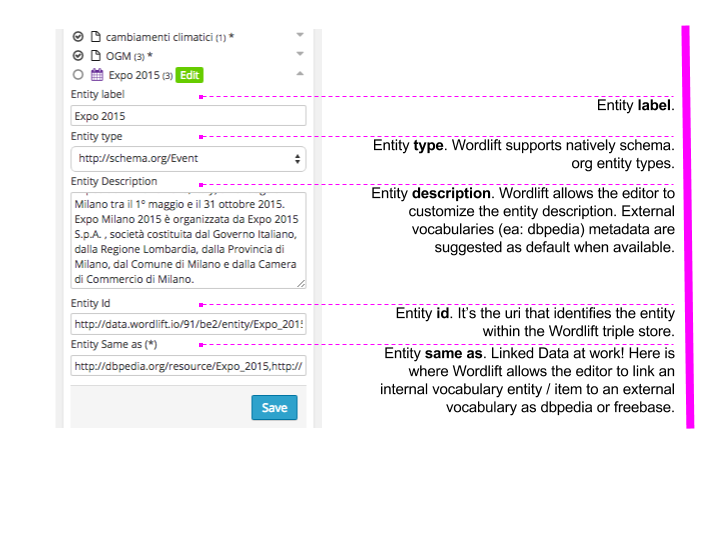 cambiamenti climatici (1) *
OGM (3) *
Expo 2015 (3) Edit
Entity label
Expo 2015
Entity type
http://schema.org/Event
Entity Description
Milano tra il 1° maggio e il 31 ottobre 2015.
Expo Milano 2015 è organizzata da Expo 2015
S.p.A. , società costituita dal Governo Italiano,
dalla Regione Lombardia, dalla Provincia di
Milano, dal Comune di Milano e dalla Camera
di Commercio di Milano.
Entity Id
http://data.wordlift.io/91/be2/entity/Expo_201
Entity Same as (*)
http://dbpedia.org/resource/Expo_2015,http://
Save
Entity label.
Entity type. Wordlift supports natively schema.
org entity types.
Entity description. Wordlift allows the editor to
customize the entity description. External
vocabularies (ea: dbpedia) metadata are
suggested as default when available.
Entity id. It's the uri that identifies the entity
within the Wordlift triple store.
Entity same as. Linked Data at work! Here is
where Wordlift allows the editor to link an
internal vocabulary entity / item to an external
vocabulary as dbpedia or freebase.